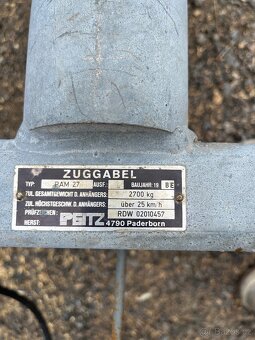 ZUGGABEL
TYP: PAM 27 AUSF: BAUJAHR: 19 8E
ZUL. GESAMTGEWICHT D. ANHÄNGERS: 2700 kg
ZUL. HÖCHSTGESCHW. D. ANHÄNGERS: über 25 km/h
PRÜFZEICHEN: RDW 02010457
HERST: PEITZ 4790 Paderborn